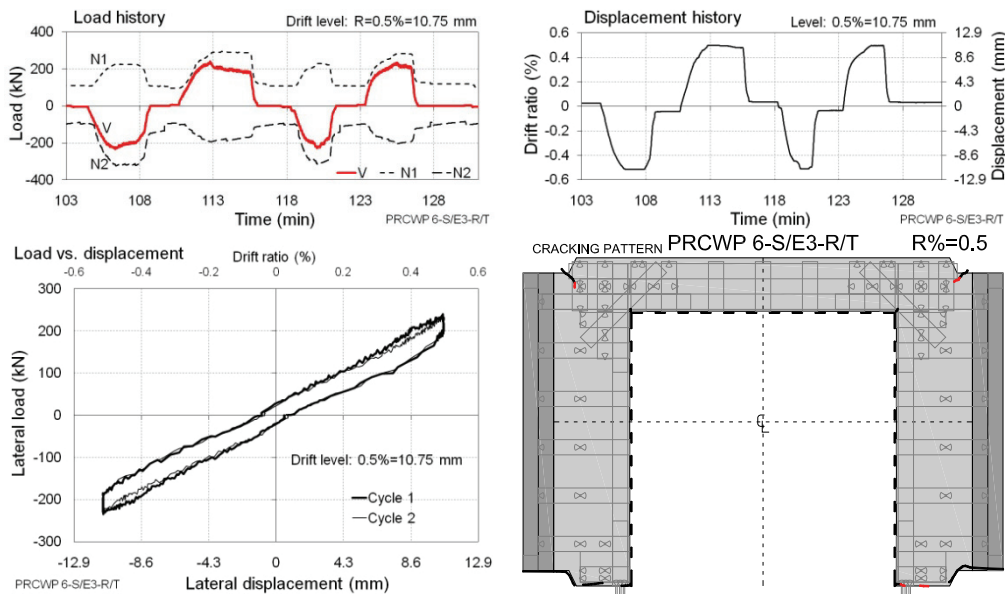 Load history
Drift level: R=0.5%=10.75 mm
Load (kN)
400
200
0
-200
-400
N1
V
N2
V N1 N2
103 108 113 118 123 128
Time (min)
PRCWP 6-S/E3-R/T
Displacement history
Level: 0.5%=10.75 mm
Drift ratio (%)
0.6
0.4
0.2
0
-0.2
-0.4
-0.6
12.9
8.6
4.3
0
-4.3
-8.6
-12.9
Displacement (mm)
103 108 113 118 123 128
Time (min)
PRCWP 6-S/E3-R/T
Load vs. displacement
Drift ratio (%)
-0.6 -0.4 -0.2 0 0.2 0.4 0.6
Lateral load (kN)
300
200
100
0
-100
-200
-300
Drift level: 0.5%=10.75 mm
Cycle 1
Cycle 2
-12.9 -8.6 -4.3 0 4.3 8.6 12.9
Lateral displacement (mm)
PRCWP 6-S/E3-R/T
CRACKING PATTERN PRCWP 6-S/E3-R/T R%=0.5